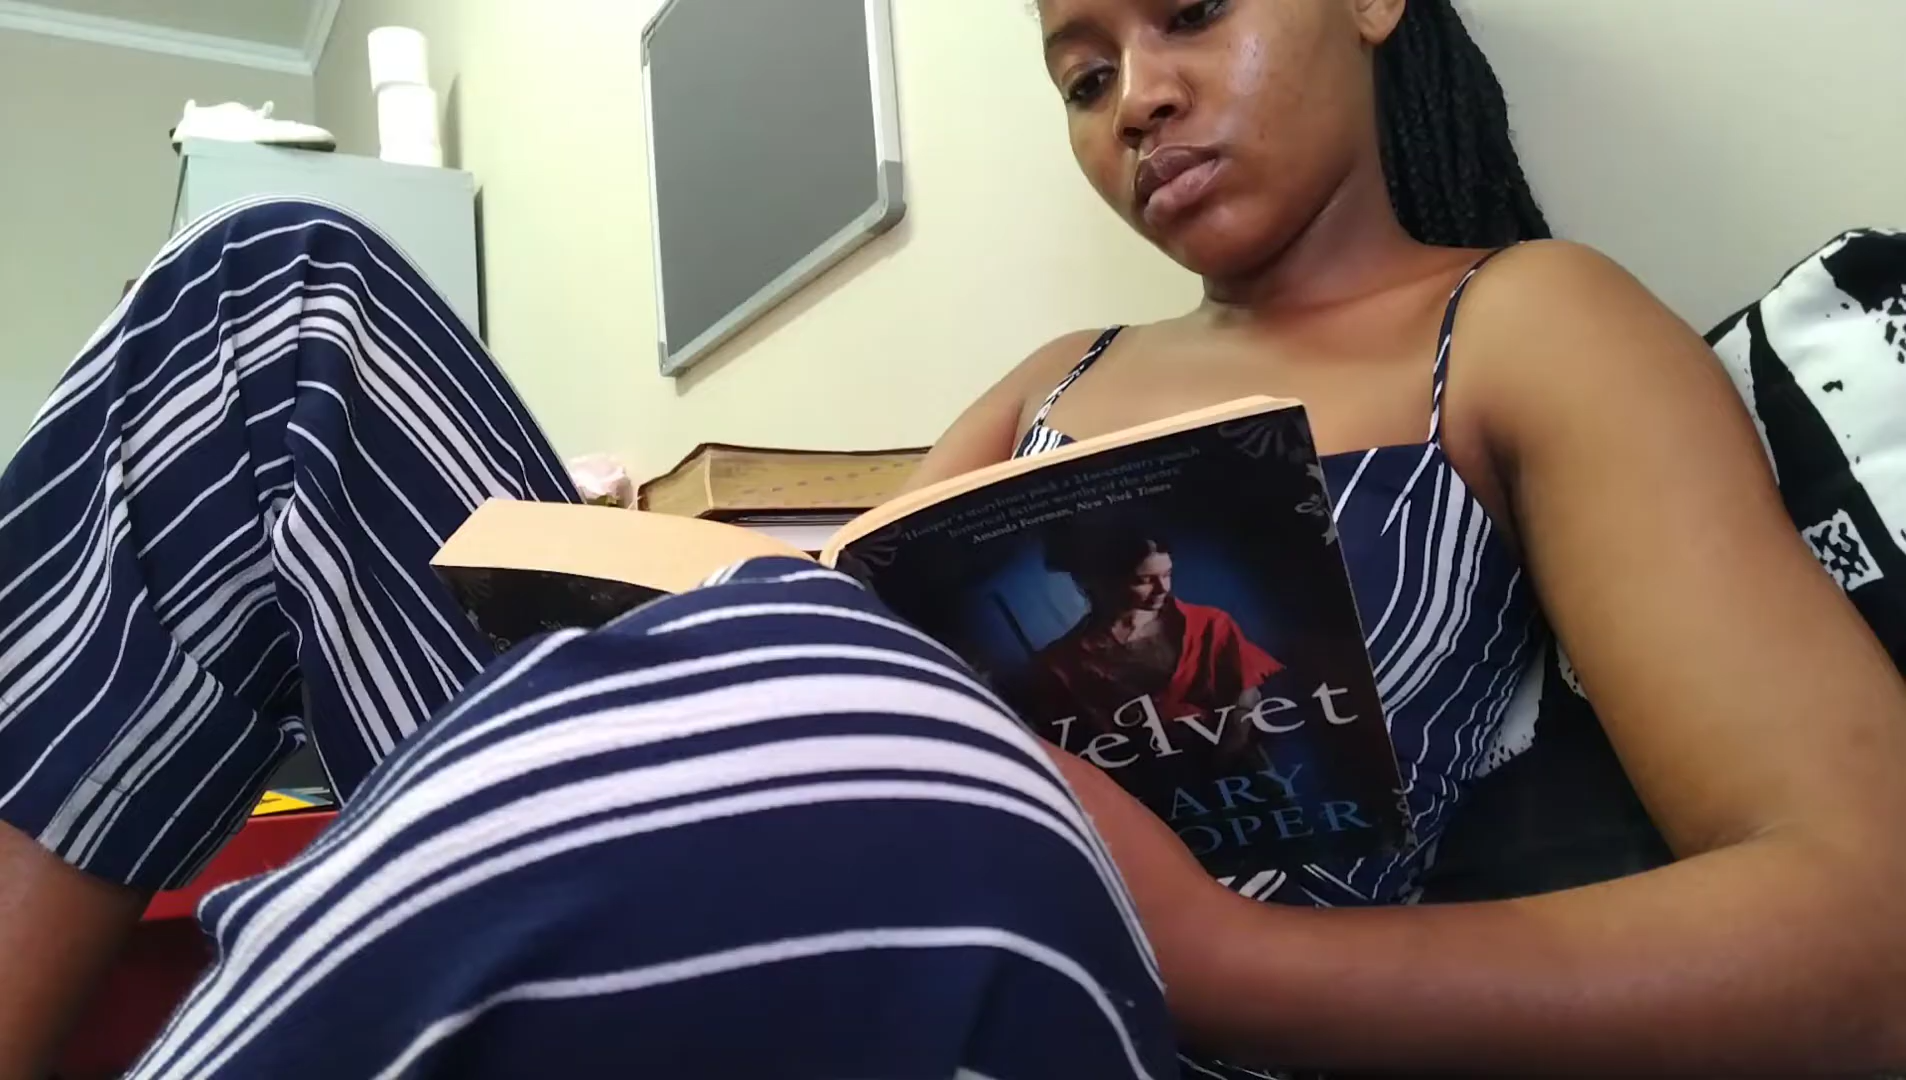 "Hooper's storylines pack a 21st-century punch
historical fiction worthy of the genre"
Amanda Foreman, New York Times
Velvet
ARY
OPER